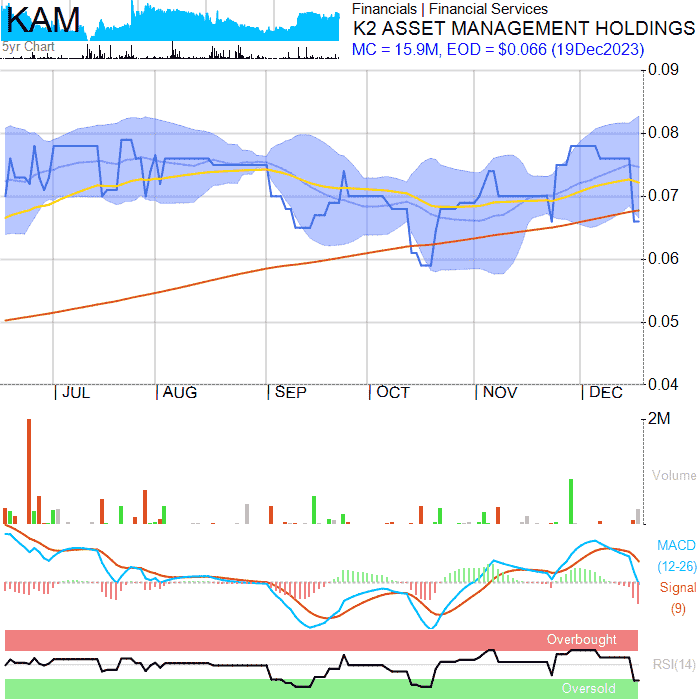 KAM
5yr Chart
Financials | Financial Services
K2 ASSET MANAGEMENT HOLDINGS
MC = 15.9M, EOD = $0.066 (19Dec2023)
0.09
0.08
0.07
0.06
0.05
0.04
JUL AUG SEP OCT NOV DEC
2M
Volume
MACD
(12-26)
Signal
(9)
Overbought
RSI(14)
Oversold